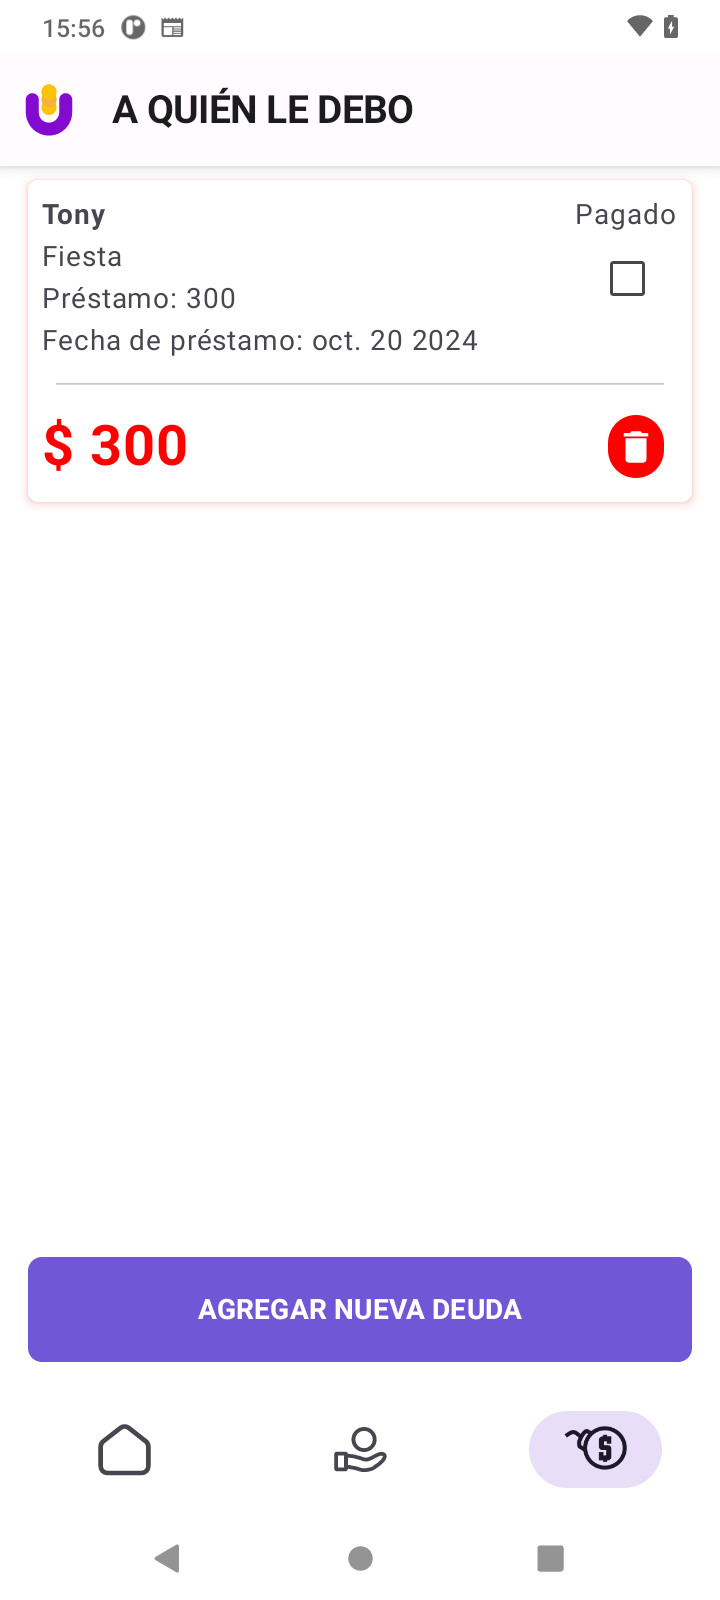 15:56
A QUIÉN LE DEBO
Tony
Pagado
Fiesta
Préstamo: 300
Fecha de préstamo: oct. 20 2024
$ 300
AGREGAR NUEVA DEUDA